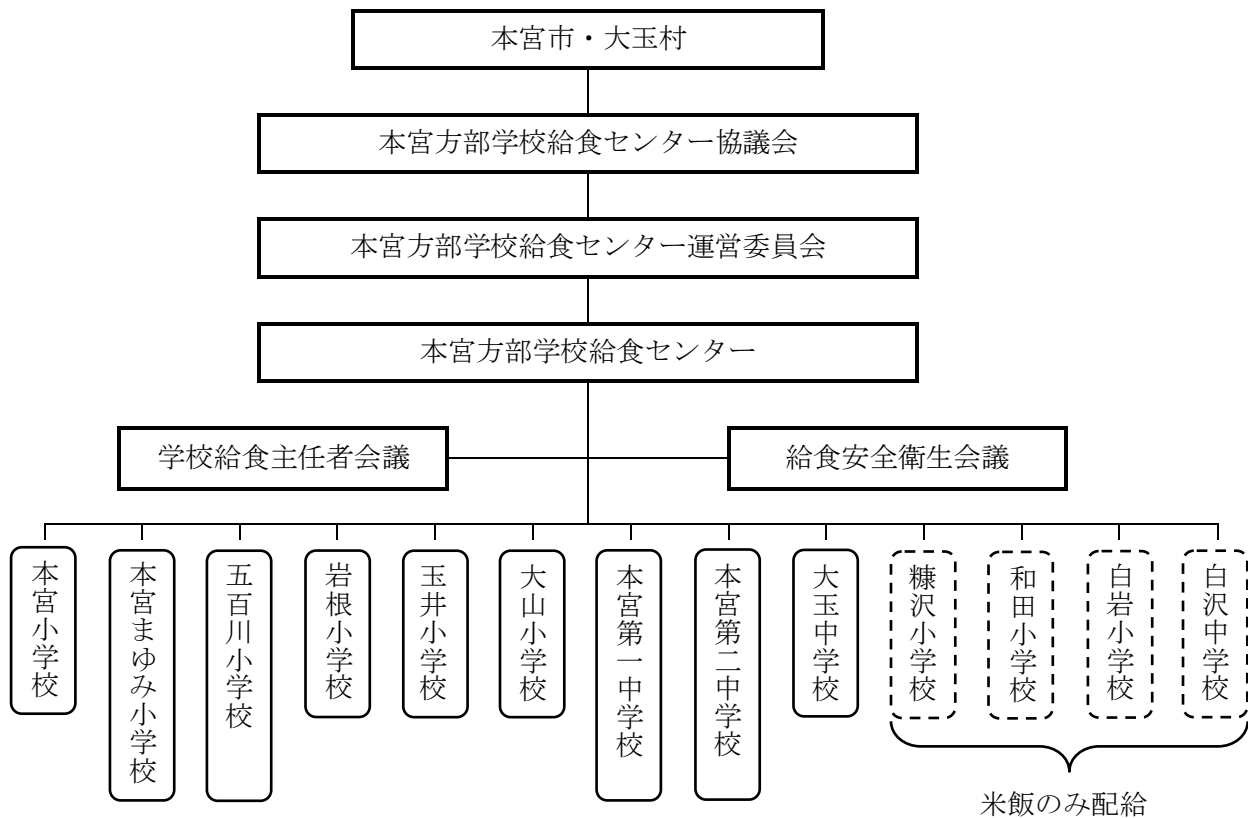 本宮市・大玉村
本宮方部学校給食センター協議会
本宮方部学校給食センター運営委員会
本宮方部学校給食センター
学校給食主任者会議
給食安全衛生会議
本宮小学校
本宮まゆみ小学校
五百川小学校
岩根小学校
玉井小学校
大山小学校
本宮第一中学校
本宮第二中学校
大玉中学校
糠沢小学校
和田小学校
白岩小学校
白沢中学校
米飯のみ配給